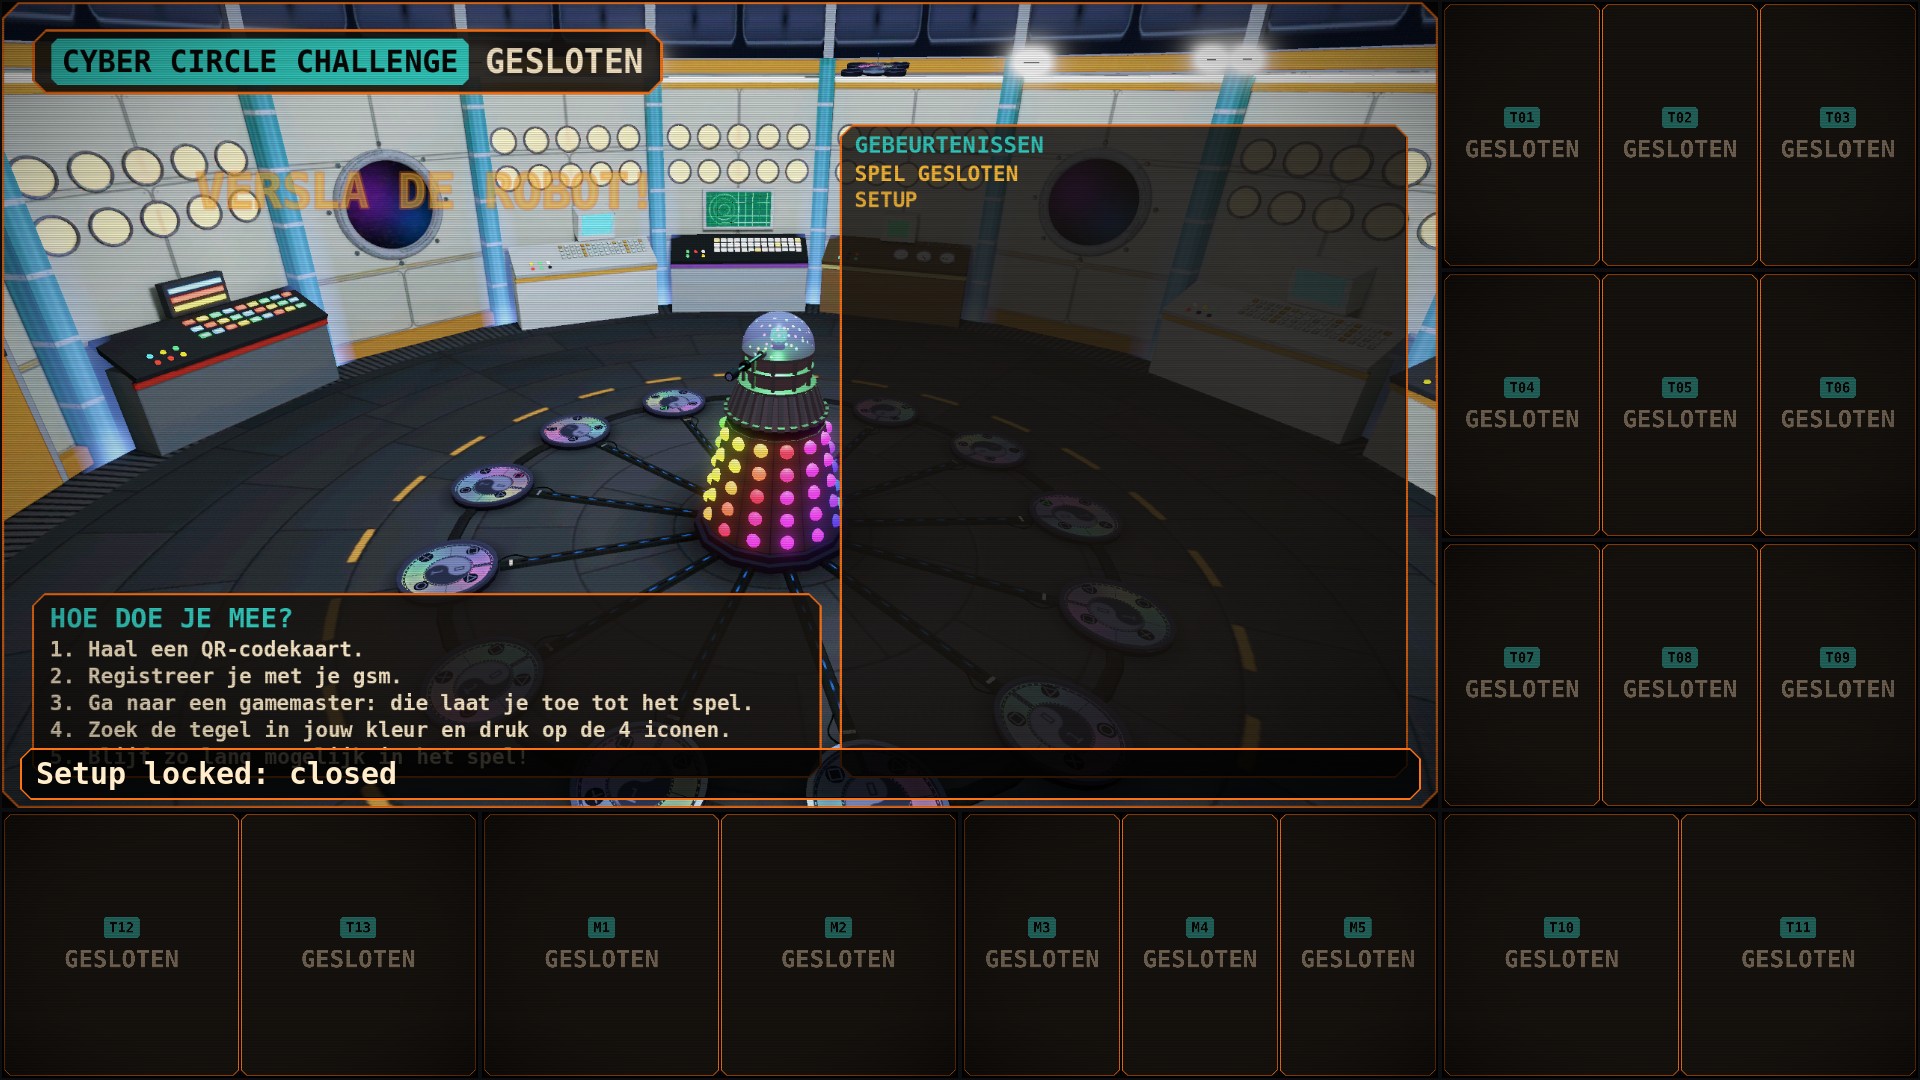 CYBER CIRCLE CHALLENGE GESLOTEN
VERSLA DE ROBOT!
GEBEURTENISSEN
SPEL GESLOTEN
SETUP
HOE DOE JE MEE?
1. Haal een QR-codekaart.
2. Registreer je met je gsm.
3. Ga naar een gamemaster: die laat je toe tot het spel.
4. Zoek de tegel in jouw kleur en druk op de 4 iconen.
5. Blijf zo lang mogelijk in het spel!
Setup locked: closed
T01
GESLOTEN
T02
GESLOTEN
T03
GESLOTEN
T04
GESLOTEN
T05
GESLOTEN
T06
GESLOTEN
T07
GESLOTEN
T08
GESLOTEN
T09
GESLOTEN
T12
GESLOTEN
T13
GESLOTEN
M1
GESLOTEN
M2
GESLOTEN
M3
GESLOTEN
M4
GESLOTEN
M5
GESLOTEN
T10
GESLOTEN
T11
GESLOTEN